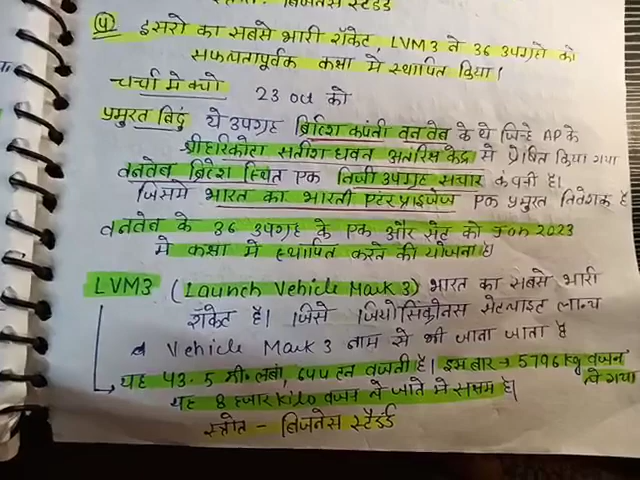 स्त्रोत - बिजनेस स्टैंडर्ड
④ इसरो का सबसे भारी रॉकेट, LVM3 ने 36 उपग्रहो को
सफलतापूर्वक कक्षा में स्थापित किया।
चर्चा मे क्यो 23 oct को
प्रमुख बिंदु ये उपग्रह ब्रिटिश कंपनी वनवेब के थे जिन्हे AP के
श्रीहरिकोटा सतीश धवन अंतरिक्ष केंद्र से प्रेषित किया गया
वनवेब ब्रिटेन स्थित एक निजी उपग्रह संचार कंपनी है।
जिसमे भारत का भारती एंटरप्राइजेज एक प्रमुख निवेशक है
वनवेब के 36 उपग्रह के एक और सेट को Jan 2023
मे कक्षा में स्थापित करने की योजना है
LVM3 (Launch Vehicle Mark 3) भारत का सबसे भारी
रॉकेट है। जिसे जियोसिंक्रोनस सेटेलाइट लान्च
Vehicle Mark 3 नाम से भी जाना जाता है
यह 43.5 मी. लंबा, 644 टन वजनी है। इस बार → 5796 kg वजन
ले गया
यह 8 हजार kilo वजन ले जाने मे सक्षम है।
स्त्रोत - बिजनेस स्टैंडर्ड